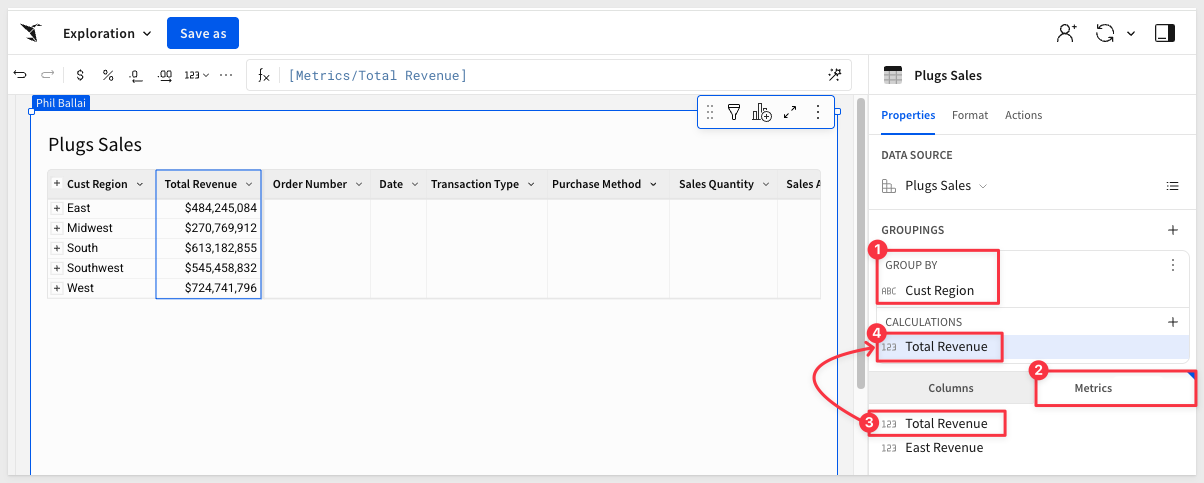 Exploration
Save as
$ % .0 .00 123 ...
fx [Metrics/Total Revenue]
Plugs Sales
Phil Ballai
Properties Format Actions
Plugs Sales
DATA SOURCE
Plugs Sales
Cust Region Total Revenue Order Number Date Transaction Type Purchase Method Sales Quantity Sales A
East $484,245,084
Midwest $270,769,912
South $613,182,855
Southwest $545,458,832
West $724,741,796
GROUPINGS
1
GROUP BY
ABC Cust Region
CALCULATIONS
4
123 Total Revenue
2
Columns Metrics
3
123 Total Revenue
123 East Revenue